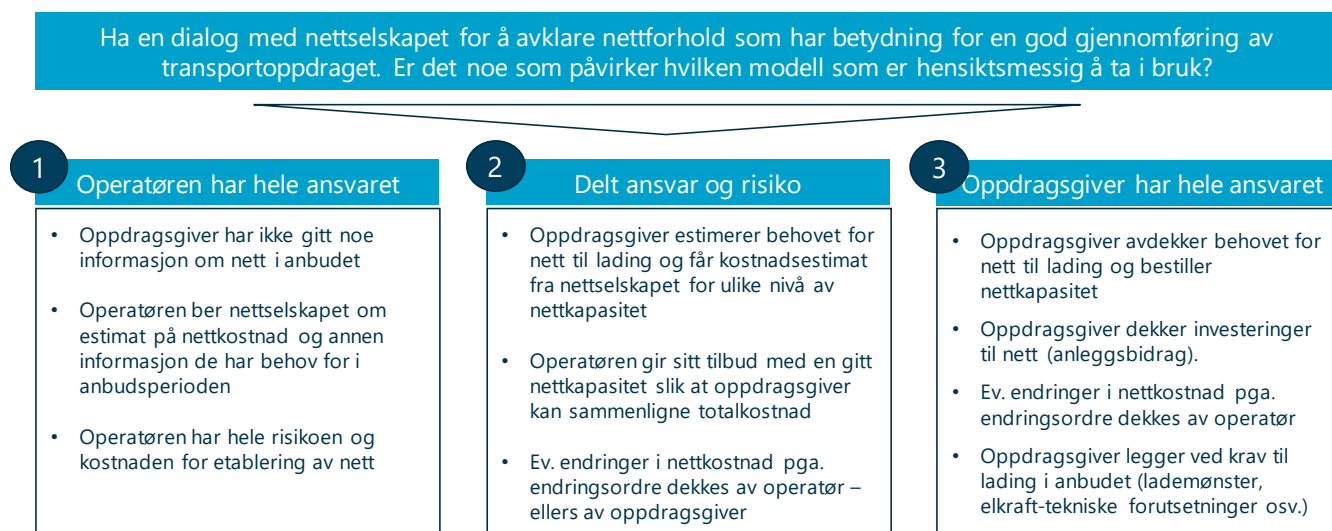 Ha en dialog med nettselskapet for å avklare nettforhold som har betydning for en god gjennomføring av
transportoppdraget. Er det noe som påvirker hvilken modell som er hensiktsmessig å ta i bruk?
1
Operatøren har hele ansvaret
• Oppdragsgiver har ikke gitt noe
informasjon om nett i anbudet
• Operatøren ber nettselskapet om
estimat på nettkostnad og annen
informasjon de har behov for i
anbudsperioden
• Operatøren har hele risikoen og
kostnaden for etablering av nett
2
Delt ansvar og risiko
• Oppdragsgiver estimerer behovet for
nett til lading og får kostnadsestimat
fra nettselskapet for ulike nivå av
nettkapasitet
• Operatøren gir sitt tilbud med en gitt
nettkapasitet slik at oppdragsgiver
kan sammenligne totalkostnad
• Ev. endringer i nettkostnad pga.
endringsordre dekkes av operatør –
ellers av oppdragsgiver
3
Oppdragsgiver har hele ansvaret
• Oppdragsgiver avdekker behovet for
nett til lading og bestiller
nettkapasitet
• Oppdragsgiver dekker investeringer
til nett (anleggsbidrag).
• Ev. endringer i nettkostnad pga.
endringsordre dekkes av operatør
• Oppdragsgiver legger ved krav til
lading i anbudet (lademønster,
elkraft-tekniske forutsetninger osv.)